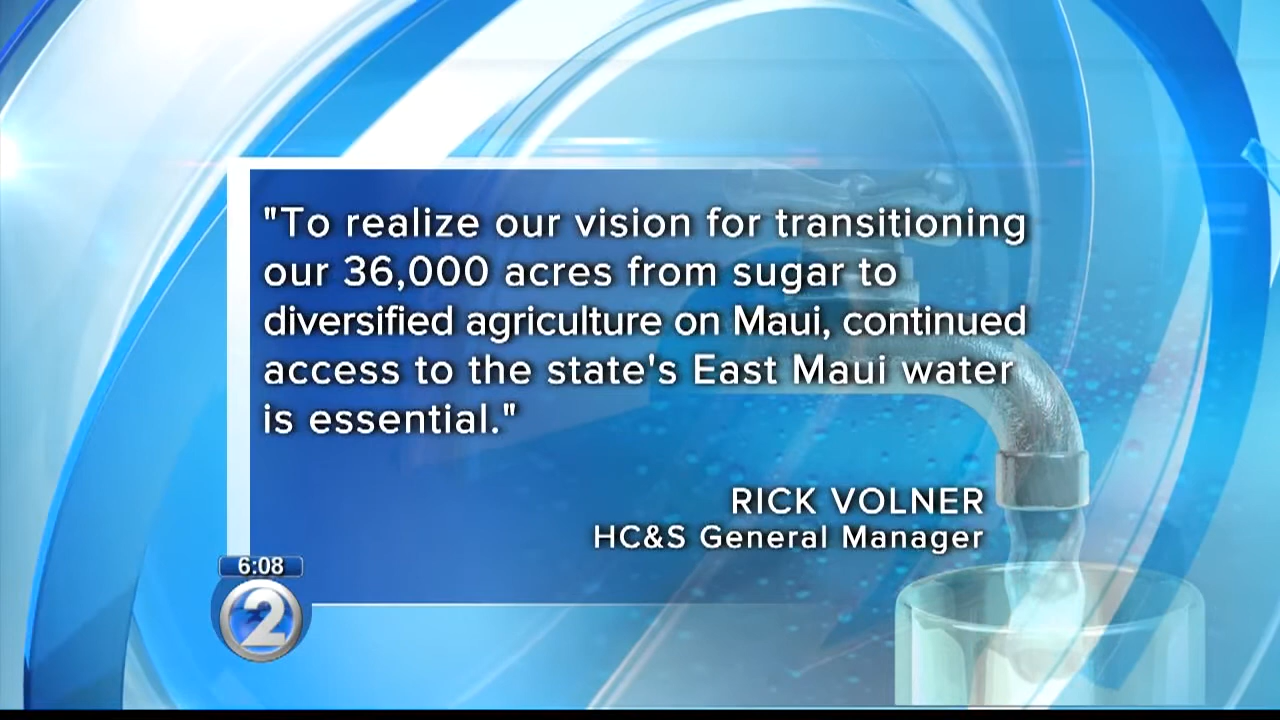 "To realize our vision for transitioning
our 36,000 acres from sugar to
diversified agriculture on Maui, continued
access to the state's East Maui water
is essential."
RICK VOLNER
HC&S General Manager
6:08
2